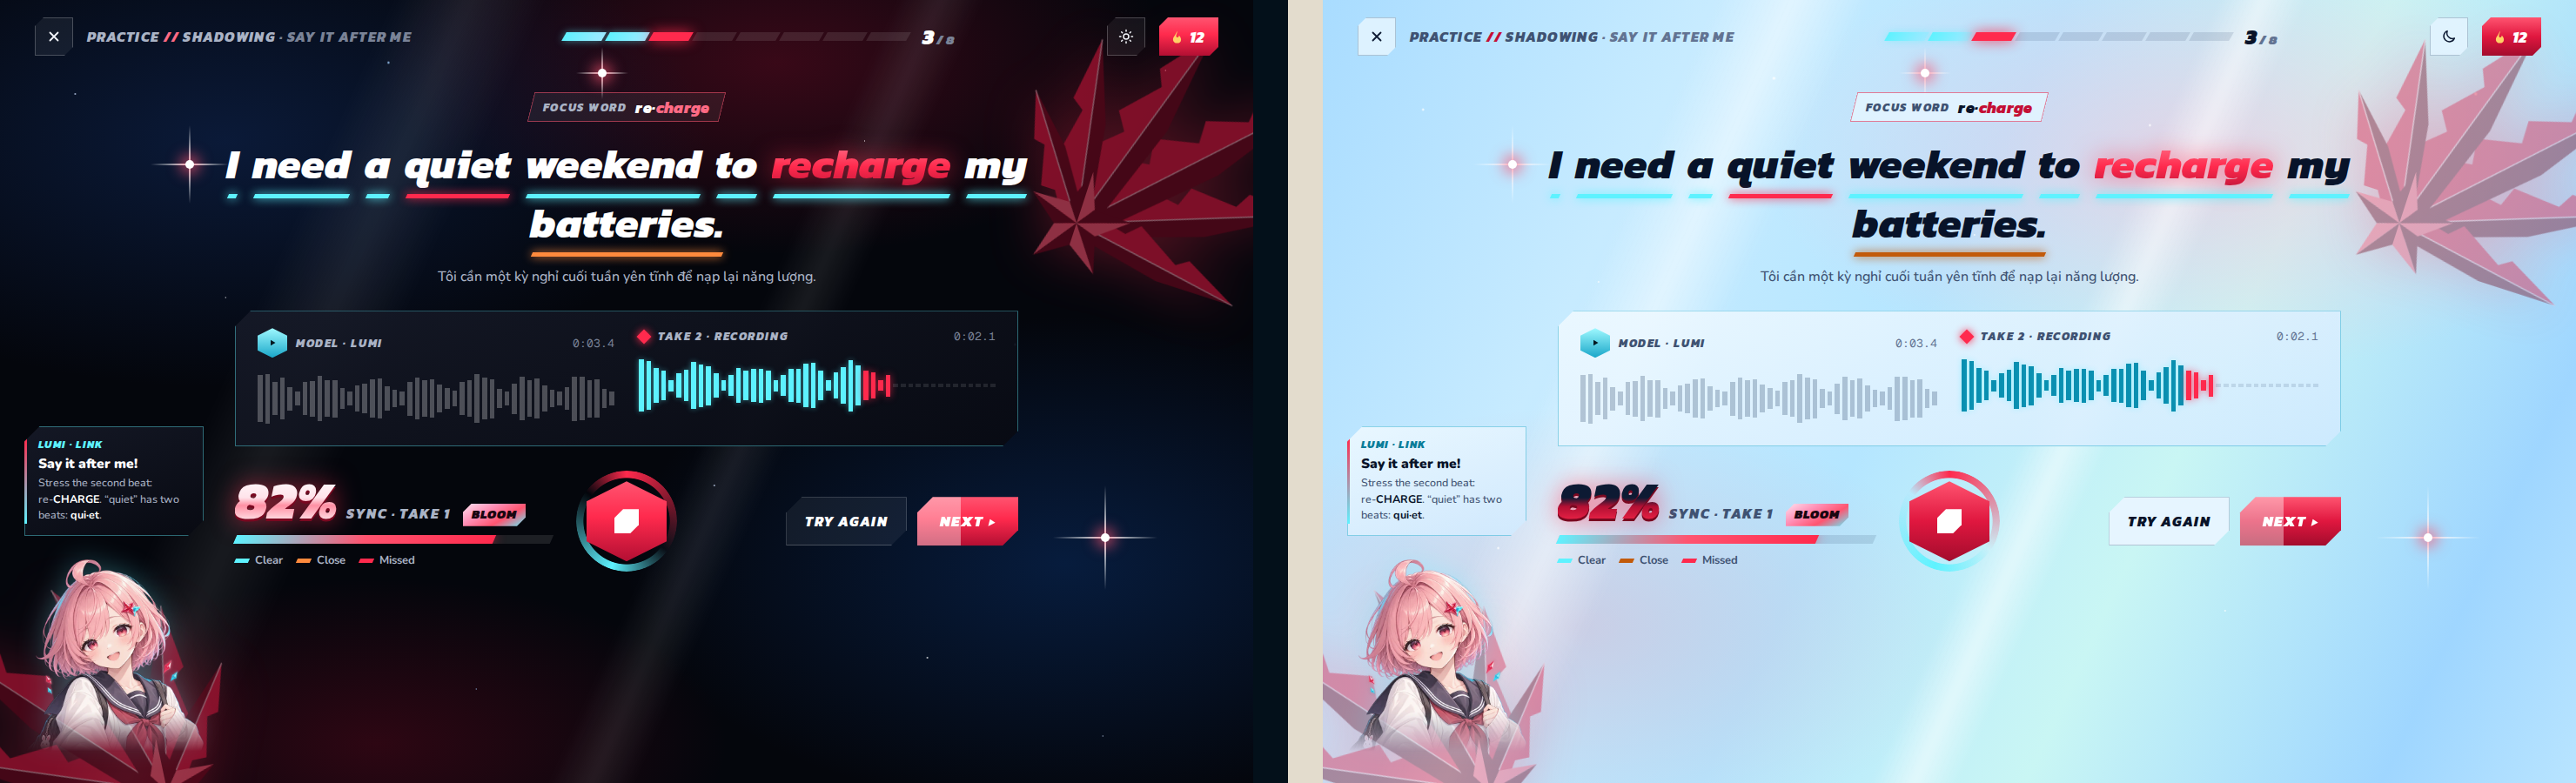 PRACTICE // SHADOWING · SAY IT AFTER ME
3 / 8
12
FOCUS WORD re·charge
I need a quiet weekend to recharge my
batteries.
Tôi cần một kỳ nghỉ cuối tuần yên tĩnh để nạp lại năng lượng.
MODEL · LUMI 0:03.4
TAKE 2 · RECORDING 0:02.1
LUMI · LINK
Say it after me!
Stress the second beat:
re-CHARGE. “quiet” has two
beats: qui·et.
82% SYNC · TAKE 1 BLOOM
Clear Close Missed
TRY AGAIN
NEXT ▸
PRACTICE // SHADOWING · SAY IT AFTER ME
3 / 8
12
FOCUS WORD re·charge
I need a quiet weekend to recharge my
batteries.
Tôi cần một kỳ nghỉ cuối tuần yên tĩnh để nạp lại năng lượng.
MODEL · LUMI 0:03.4
TAKE 2 · RECORDING 0:02.1
LUMI · LINK
Say it after me!
Stress the second beat:
re-CHARGE. “quiet” has two
beats: qui·et.
82% SYNC · TAKE 1 BLOOM
Clear Close Missed
TRY AGAIN
NEXT ▸